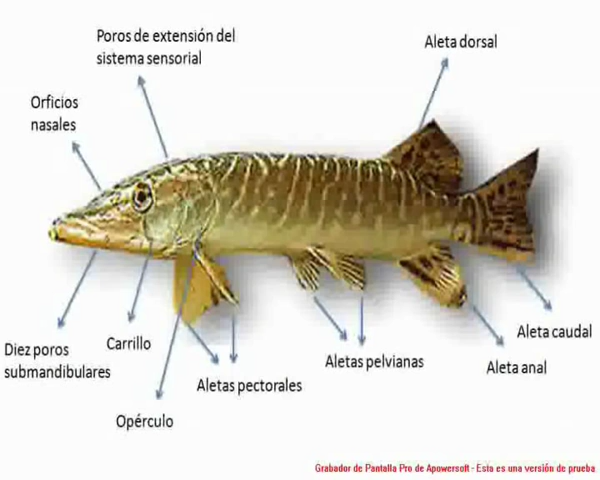 Poros de extensión del
sistema sensorial
Aleta dorsal
Orficios
nasales
Diez poros
submandibulares
Carrillo
Aletas pectorales
Opérculo
Aletas pelvianas
Aleta caudal
Aleta anal
Grabador de Pantalla Pro de Apowersoft - Esta es una versión de prueba